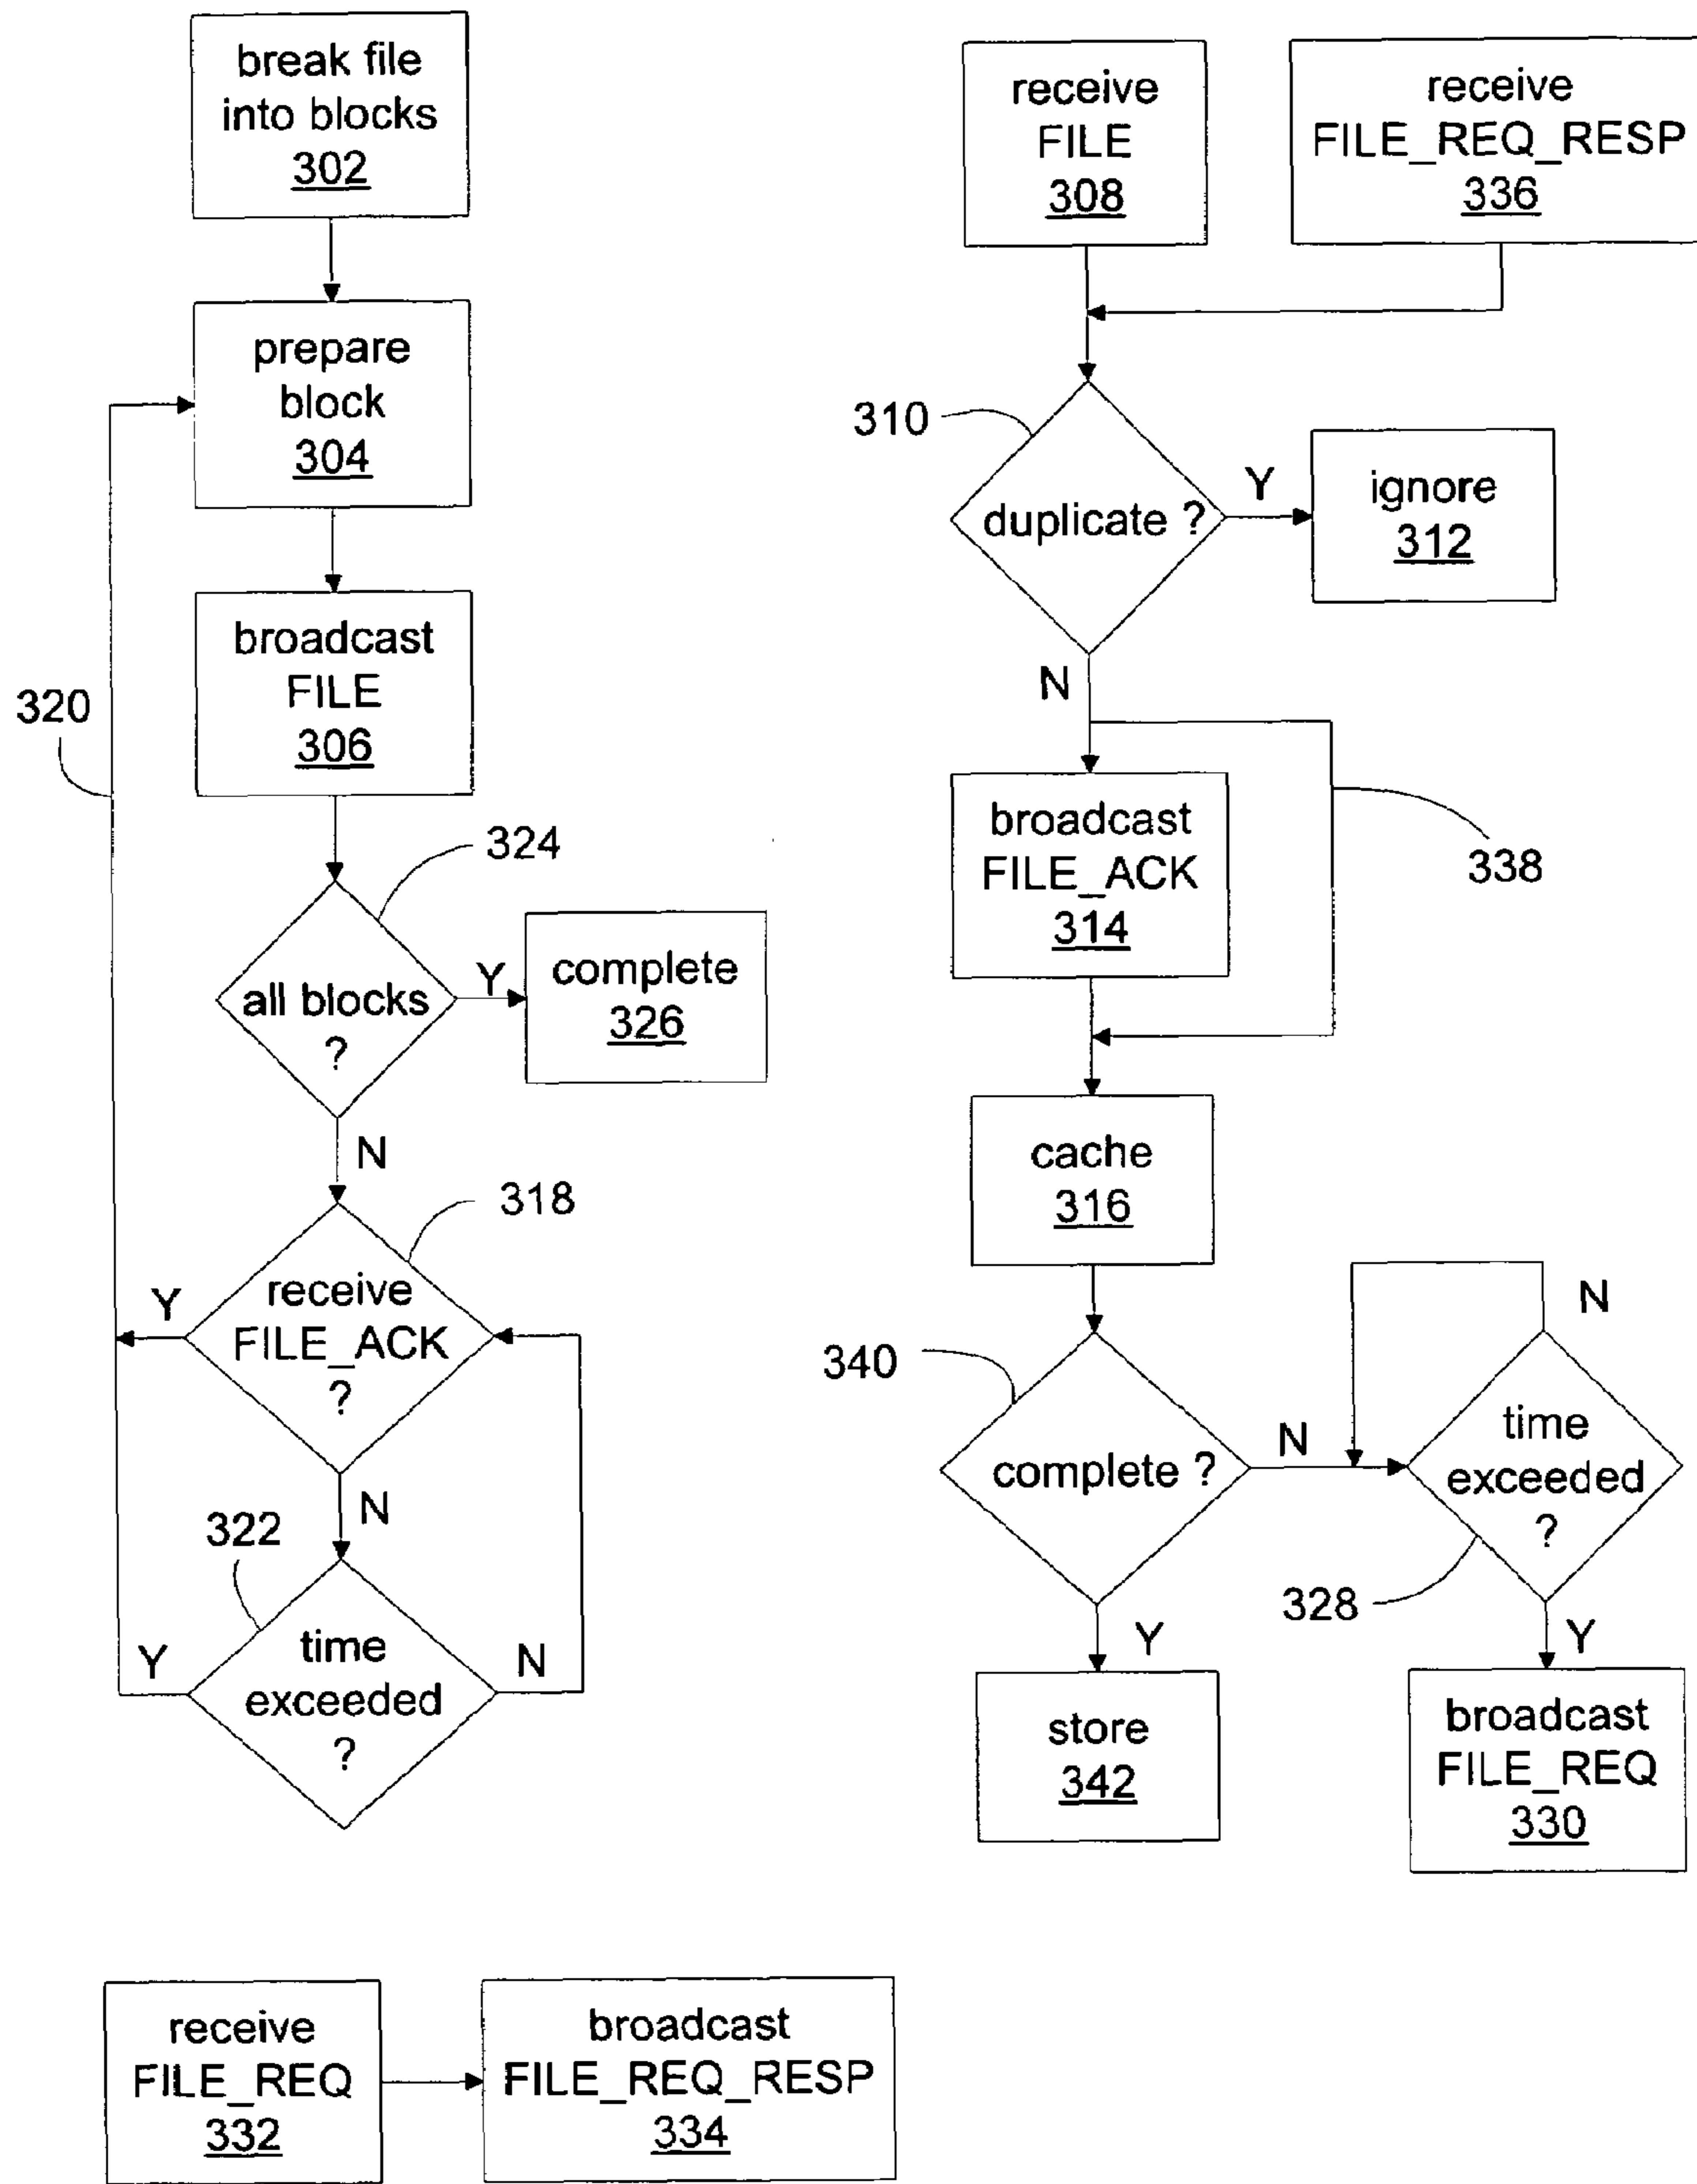 break file
into blocks
302
prepare
block
304
broadcast
FILE
306
320
324
all blocks
?
Y
complete
326
N
318
receive
FILE_ACK
?
Y
N
322
time
exceeded
?
Y
N
receive
FILE
308
receive
FILE_REQ_RESP
336
310
duplicate ?
Y
ignore
312
N
broadcast
FILE_ACK
314
338
cache
316
340
complete ?
N
N
time
exceeded
?
328
Y
Y
store
342
broadcast
FILE_REQ
330
receive
FILE_REQ
332
broadcast
FILE_REQ_RESP
334